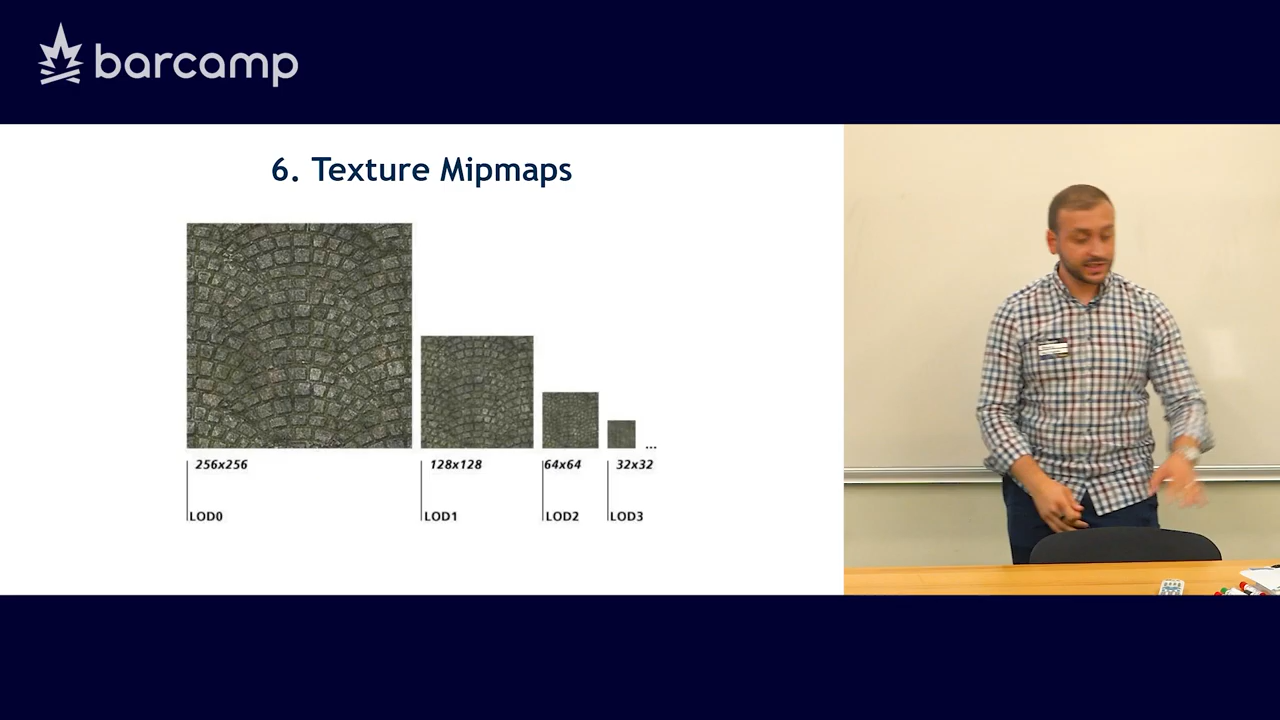 barcamp
6. Texture Mipmaps
256x256
128x128
64x64
32x32
...
LOD0
LOD1
LOD2
LOD3